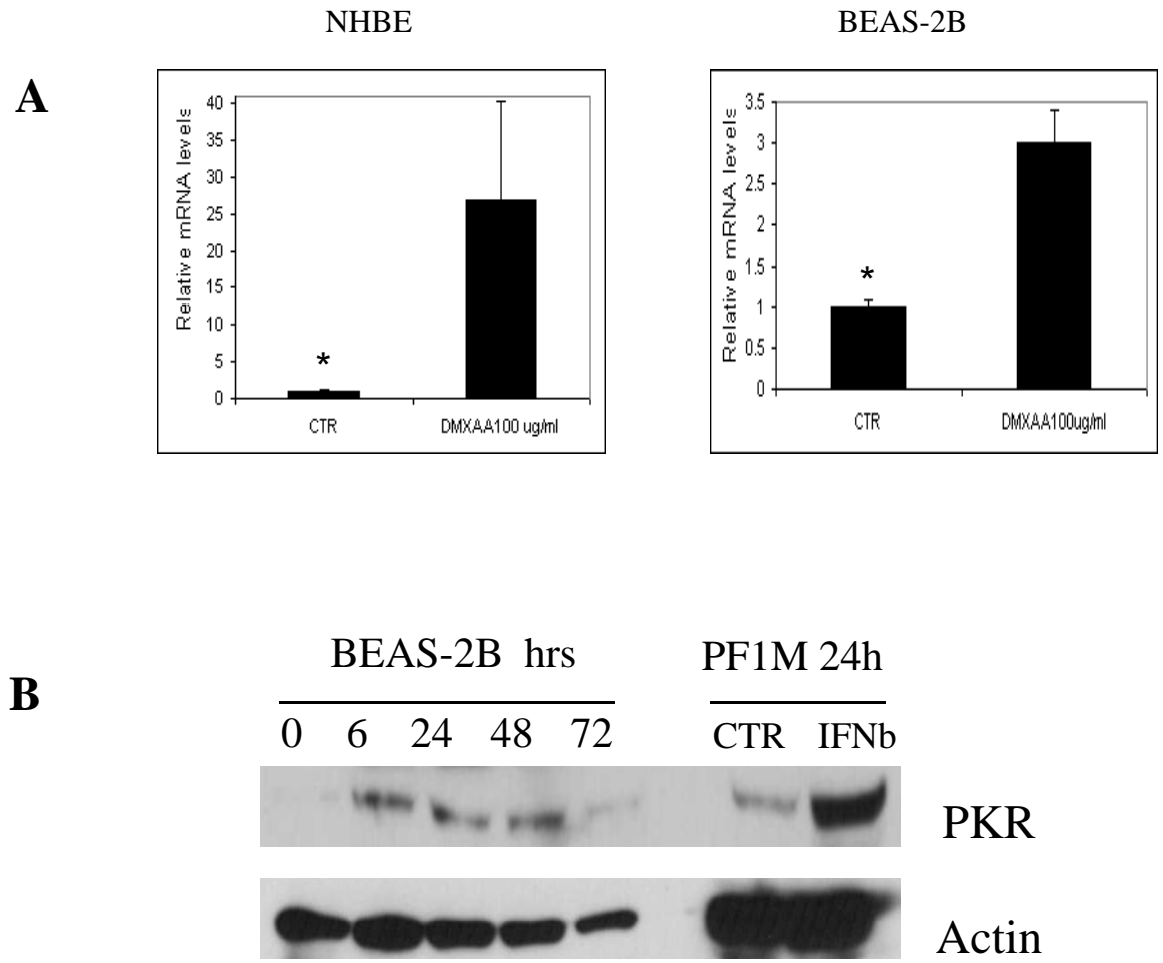 NHBE
BEAS-2B
A
Relative mRNA levels
40
35
30
25
20
15
10
5
0
*
CTR
DMXAA100 ug/ml
Relative mRNA levels
3.5
3
2.5
2
1.5
1
0.5
0
*
CTR
DMXAA100ug/ml
B
BEAS-2B hrs
PF1M 24h
0 6 24 48 72
CTR IFNb
PKR
Actin